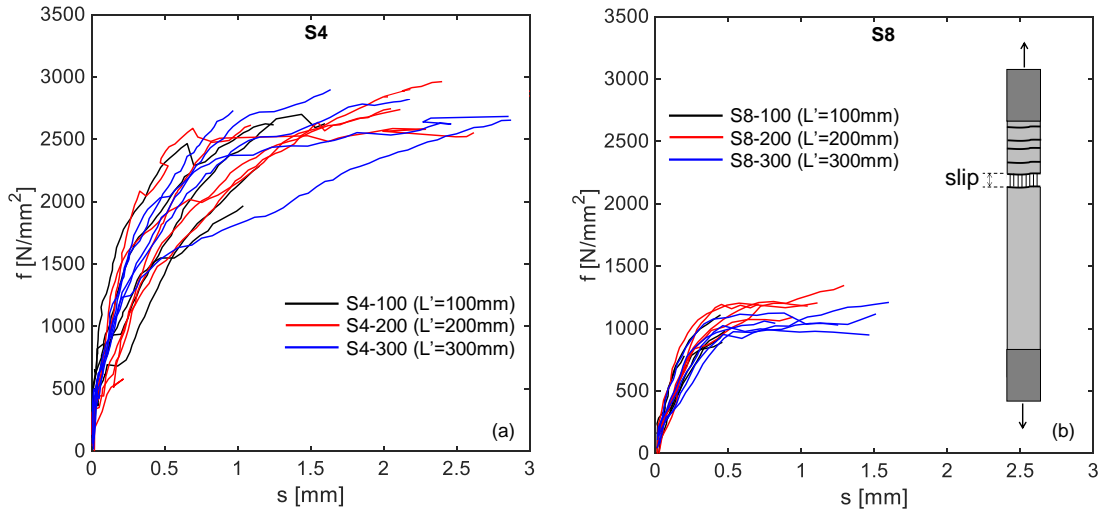 S4
3500
3000
2500
2000
1500
1000
500
0
f [N/mm²]
S4-100 (L'=100mm)
S4-200 (L'=200mm)
S4-300 (L'=300mm)
(a)
0 0.5 1 1.5 2 2.5 3
s [mm]
S8
3500
3000
2500
2000
1500
1000
500
0
f [N/mm²]
S8-100 (L'=100mm)
S8-200 (L'=200mm)
S8-300 (L'=300mm)
slip
(b)
0 0.5 1 1.5 2 2.5 3
s [mm]